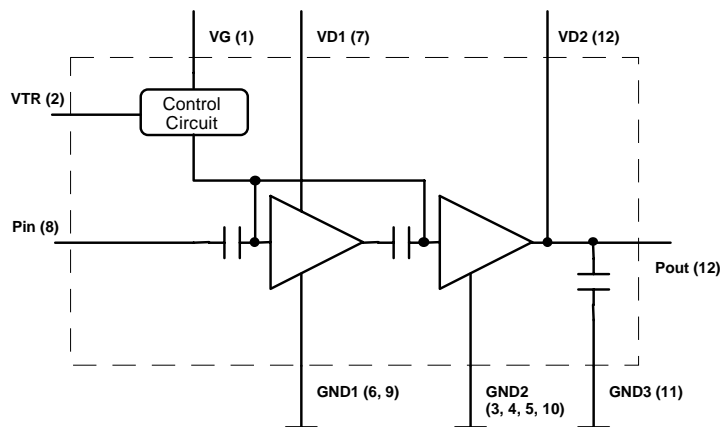 VG (1)
VD1 (7)
VD2 (12)
VTR (2)
Control
Circuit
Pin (8)
Pout (12)
GND1 (6, 9)
GND2
(3, 4, 5, 10)
GND3 (11)